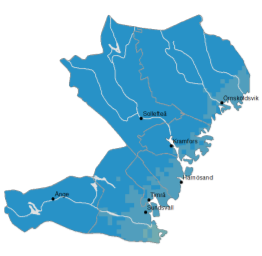 Örnsköldsvik
Sollefteå
Kramfors
Härnösand
Ånge
Timrå
Sundsvall